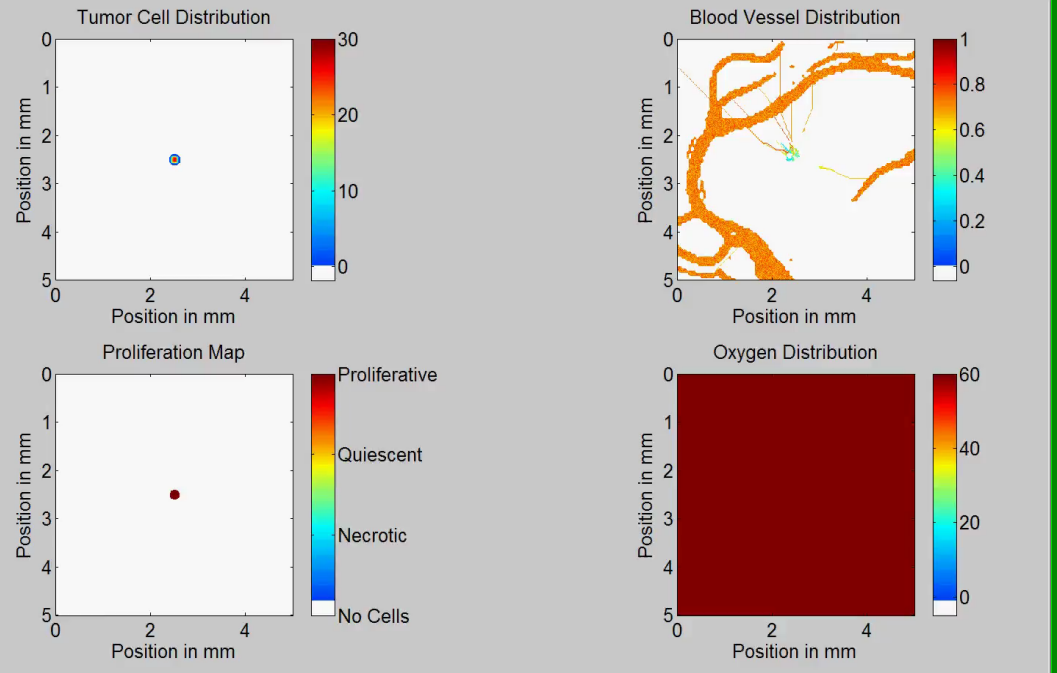 Tumor Cell Distribution
0
1
2
3
4
5
0 2 4
Position in mm
Position in mm
30
20
10
0
Blood Vessel Distribution
0
1
2
3
4
5
0 2 4
Position in mm
Position in mm
1
0.8
0.6
0.4
0.2
0
Proliferation Map
0
1
2
3
4
5
0 2 4
Position in mm
Position in mm
Proliferative
Quiescent
Necrotic
No Cells
Oxygen Distribution
0
1
2
3
4
5
0 2 4
Position in mm
Position in mm
60
40
20
0